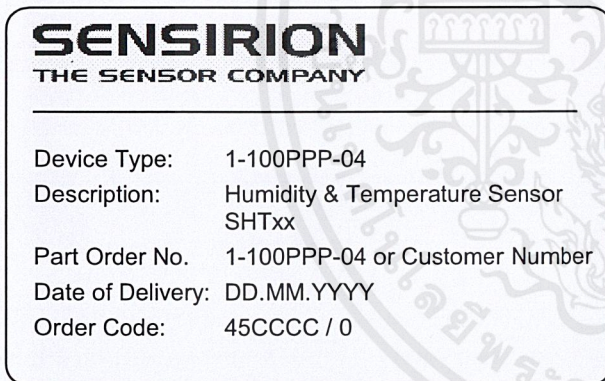 SENSIRION
THE SENSOR COMPANY
Device Type: 1-100PPP-04
Description: Humidity & Temperature Sensor
SHTxx
Part Order No. 1-100PPP-04 or Customer Number
Date of Delivery: DD.MM.YYYY
Order Code: 45CCCC / 0